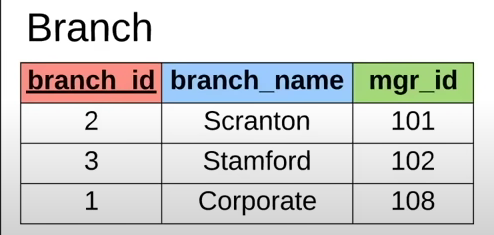 Branch
branch_id branch_name mgr_id
2 Scranton 101
3 Stamford 102
1 Corporate 108